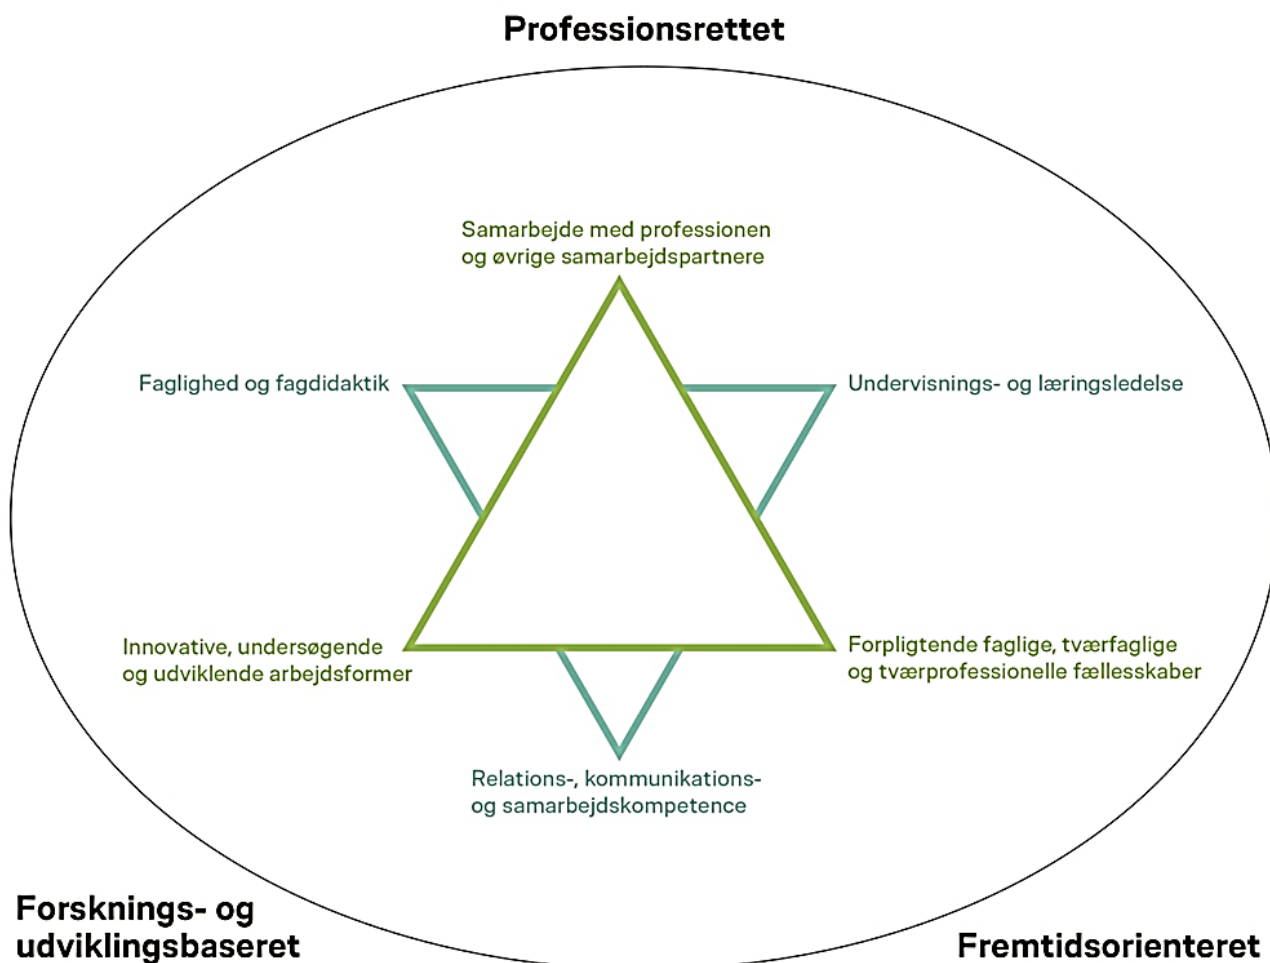 Professionsrettet
Samarbejde med professionen
og øvrige samarbejdspartnere
Faglighed og fagdidaktik
Undervisnings- og læringsledelse
Innovative, undersøgende
og udviklende arbejdsformer
Forpligtende faglige, tværfaglige
og tværprofessionelle fællesskaber
Relations-, kommunikations-
og samarbejdskompetence
Forsknings- og
udviklingsbaseret
Fremtidsorienteret